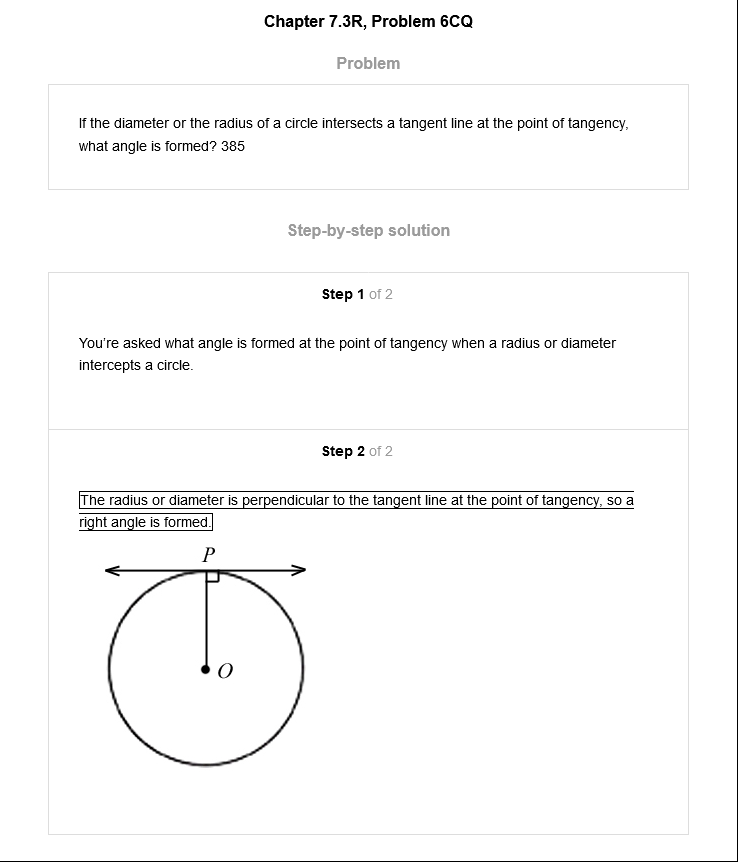 Chapter 7.3R, Problem 6CQ
Problem
If the diameter or the radius of a circle intersects a tangent line at the point of tangency,
what angle is formed? 385
Step-by-step solution
Step 1 of 2
You're asked what angle is formed at the point of tangency when a radius or diameter
intercepts a circle.
Step 2 of 2
The radius or diameter is perpendicular to the tangent line at the point of tangency, so a
right angle is formed.
P
O